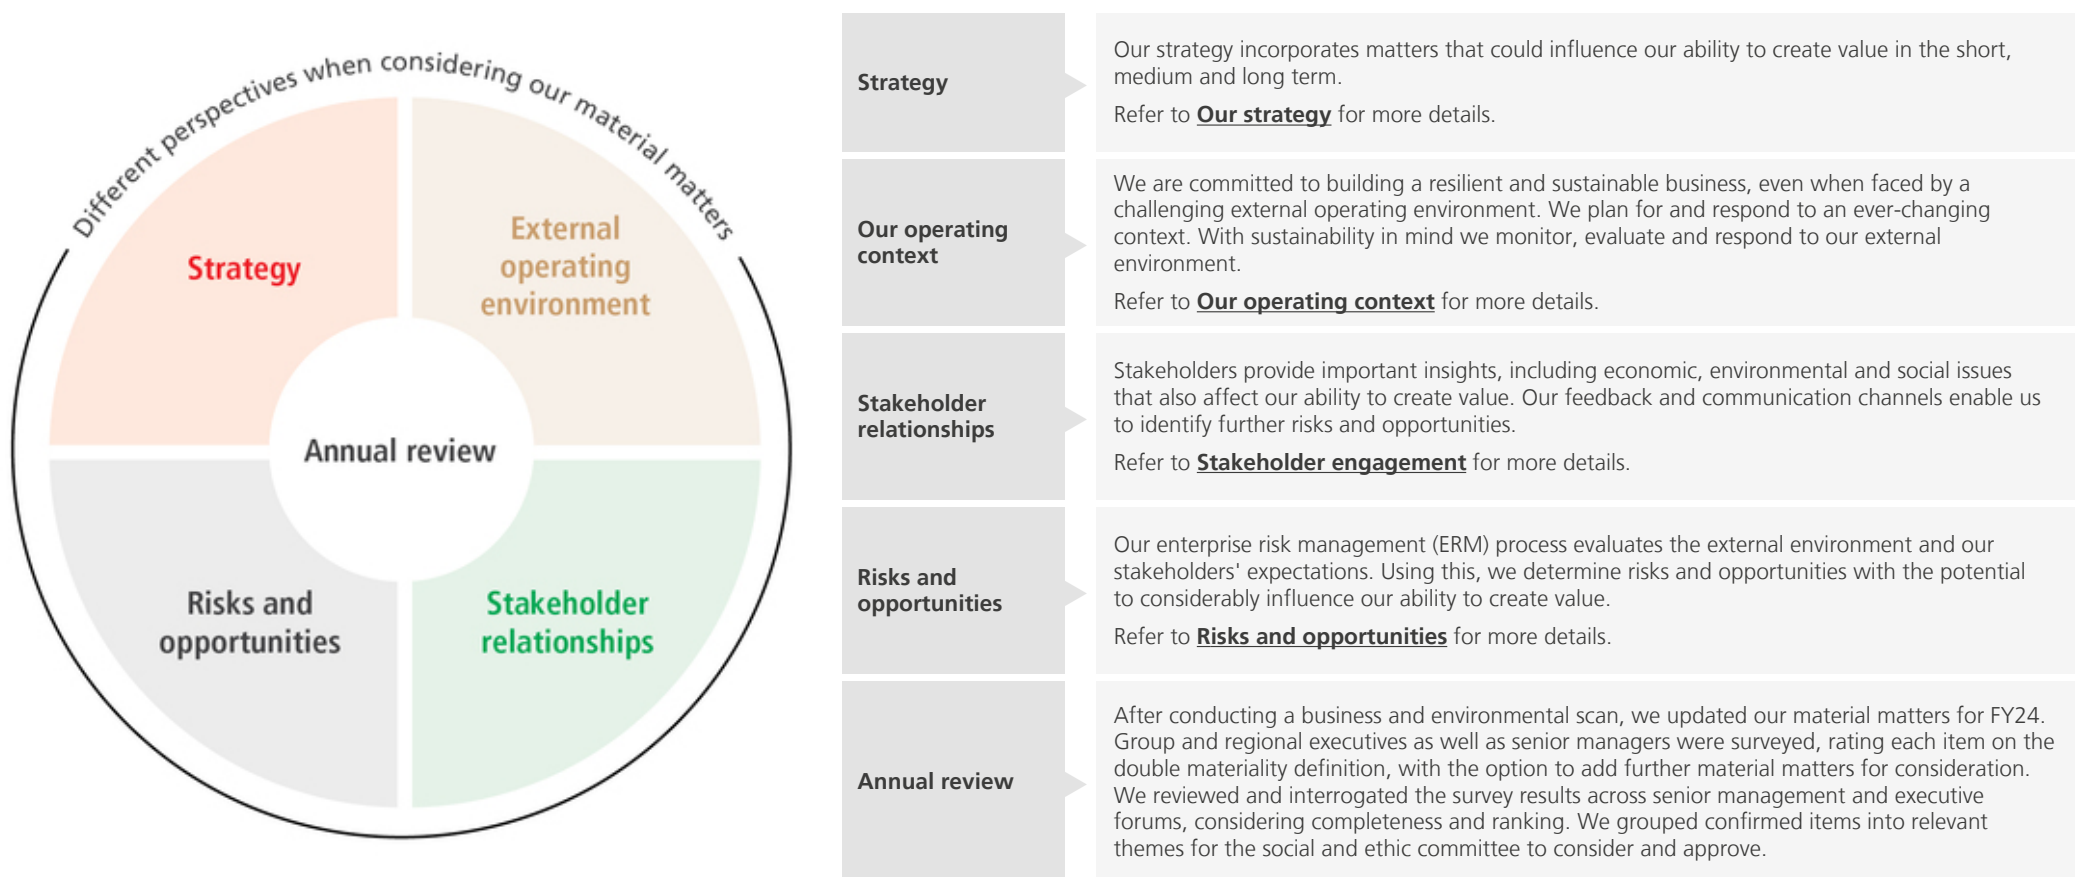 Different perspectives when considering our material matters
Strategy
External
operating
environment
Annual review
Risks and
opportunities
Stakeholder
relationships
Strategy
Our strategy incorporates matters that could influence our ability to create value in the short,
medium and long term.
Refer to Our strategy for more details.
Our operating
context
We are committed to building a resilient and sustainable business, even when faced by a
challenging external operating environment. We plan for and respond to an ever-changing
context. With sustainability in mind we monitor, evaluate and respond to our external
environment.
Refer to Our operating context for more details.
Stakeholder
relationships
Stakeholders provide important insights, including economic, environmental and social issues
that also affect our ability to create value. Our feedback and communication channels enable us
to identify further risks and opportunities.
Refer to Stakeholder engagement for more details.
Risks and
opportunities
Our enterprise risk management (ERM) process evaluates the external environment and our
stakeholders' expectations. Using this, we determine risks and opportunities with the potential
to considerably influence our ability to create value.
Refer to Risks and opportunities for more details.
Annual review
After conducting a business and environmental scan, we updated our material matters for FY24.
Group and regional executives as well as senior managers were surveyed, rating each item on the
double materiality definition, with the option to add further material matters for consideration.
We reviewed and interrogated the survey results across senior management and executive
forums, considering completeness and ranking. We grouped confirmed items into relevant
themes for the social and ethic committee to consider and approve.